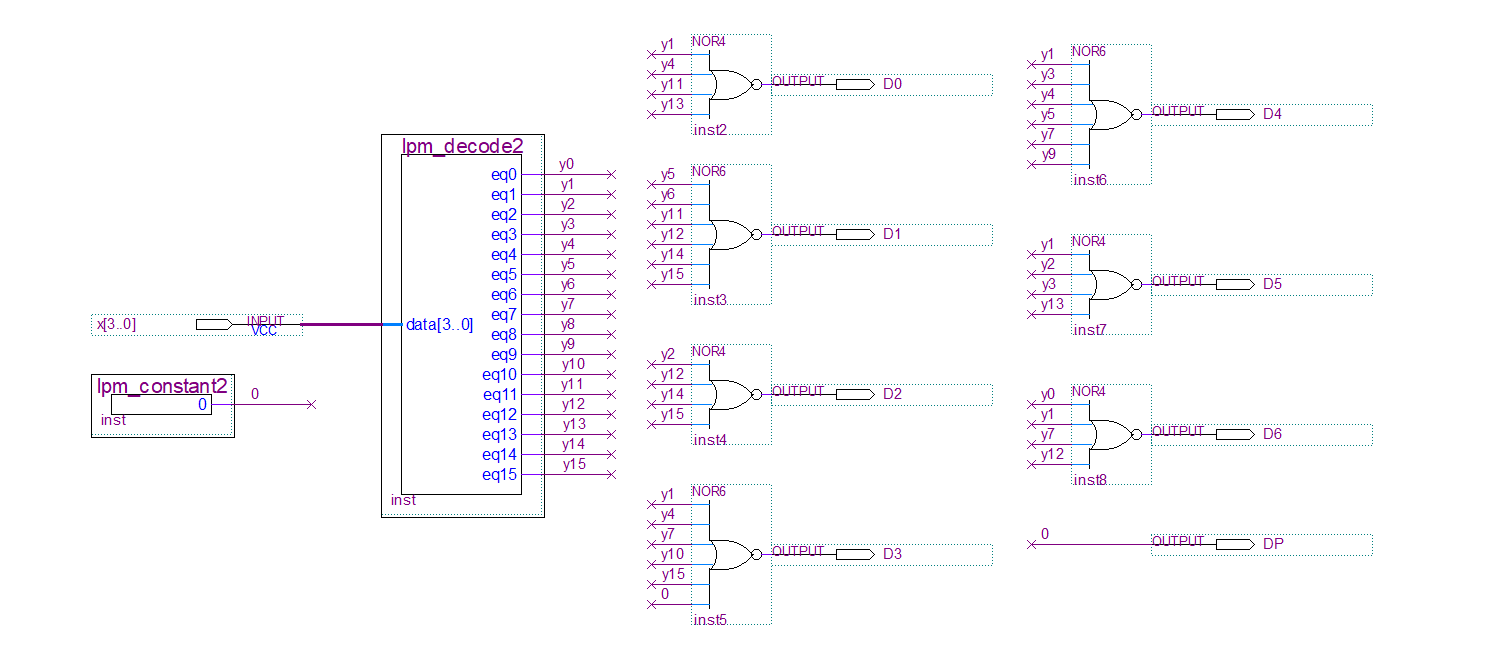 x[3..0]
INPUT
VCC
lpm_constant2
0
inst
0
lpm_decode2
data[3..0]
eq0
eq1
eq2
eq3
eq4
eq5
eq6
eq7
eq8
eq9
eq10
eq11
eq12
eq13
eq14
eq15
inst
y0
y1
y2
y3
y4
y5
y6
y7
y8
y9
y10
y11
y12
y13
y14
y15
NOR4
y1
y4
y11
y13
inst2
OUTPUT
D0
NOR6
y5
y6
y11
y12
y14
y15
inst3
OUTPUT
D1
NOR4
y2
y12
y14
y15
inst4
OUTPUT
D2
NOR6
y1
y4
y7
y10
y15
0
inst5
OUTPUT
D3
NOR6
y1
y3
y4
y5
y7
y9
inst6
OUTPUT
D4
NOR4
y1
y2
y3
y13
inst7
OUTPUT
D5
NOR4
y0
y1
y7
y12
inst8
OUTPUT
D6
0
OUTPUT
DP